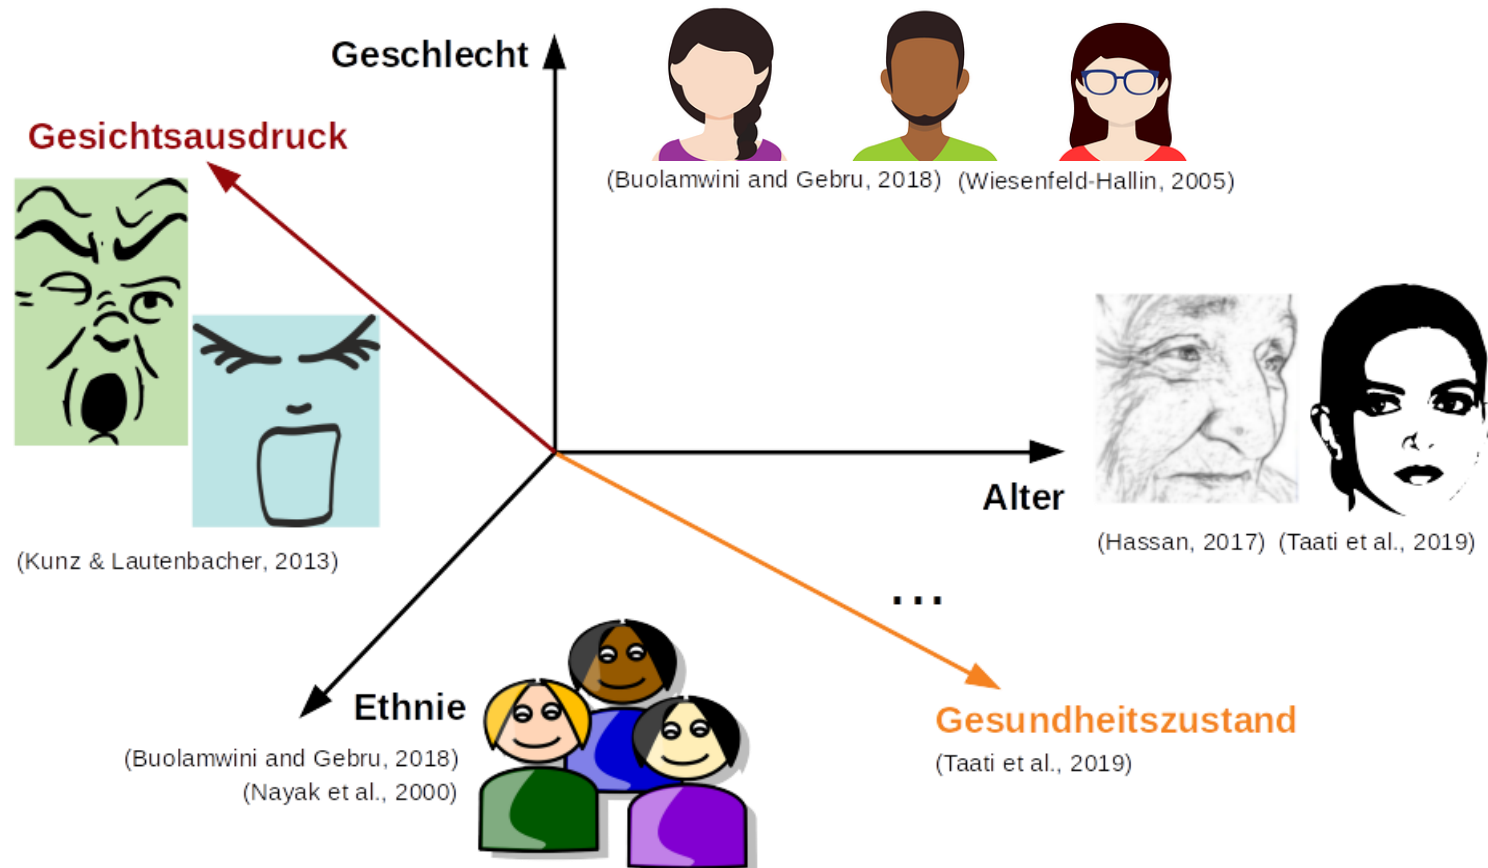 Geschlecht
(Buolamwini and Gebru, 2018) (Wiesenfeld-Hallin, 2005)
Gesichtsausdruck
(Kunz & Lautenbacher, 2013)
Alter
(Hassan, 2017) (Taati et al., 2019)
...
Ethnie
(Buolamwini and Gebru, 2018)
(Nayak et al., 2000)
Gesundheitszustand
(Taati et al., 2019)